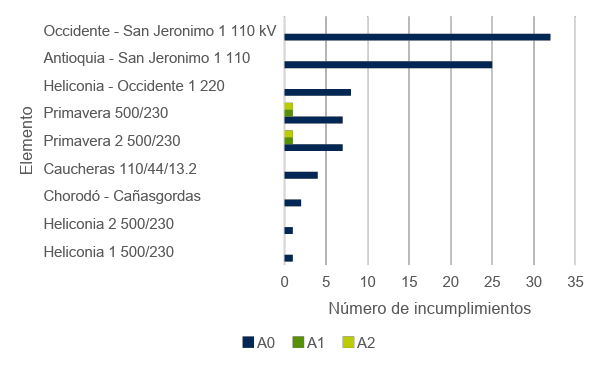 Occidente - San Jeronimo 1 110 kV
Antioquia - San Jeronimo 1 110
Heliconia - Occidente 1 220
Primavera 500/230
Primavera 2 500/230
Caucheras 110/44/13.2
Chorodó - Cañasgordas
Heliconia 2 500/230
Heliconia 1 500/230
Elemento
0 5 10 15 20 25 30 35
Número de incumplimientos
A0 A1 A2